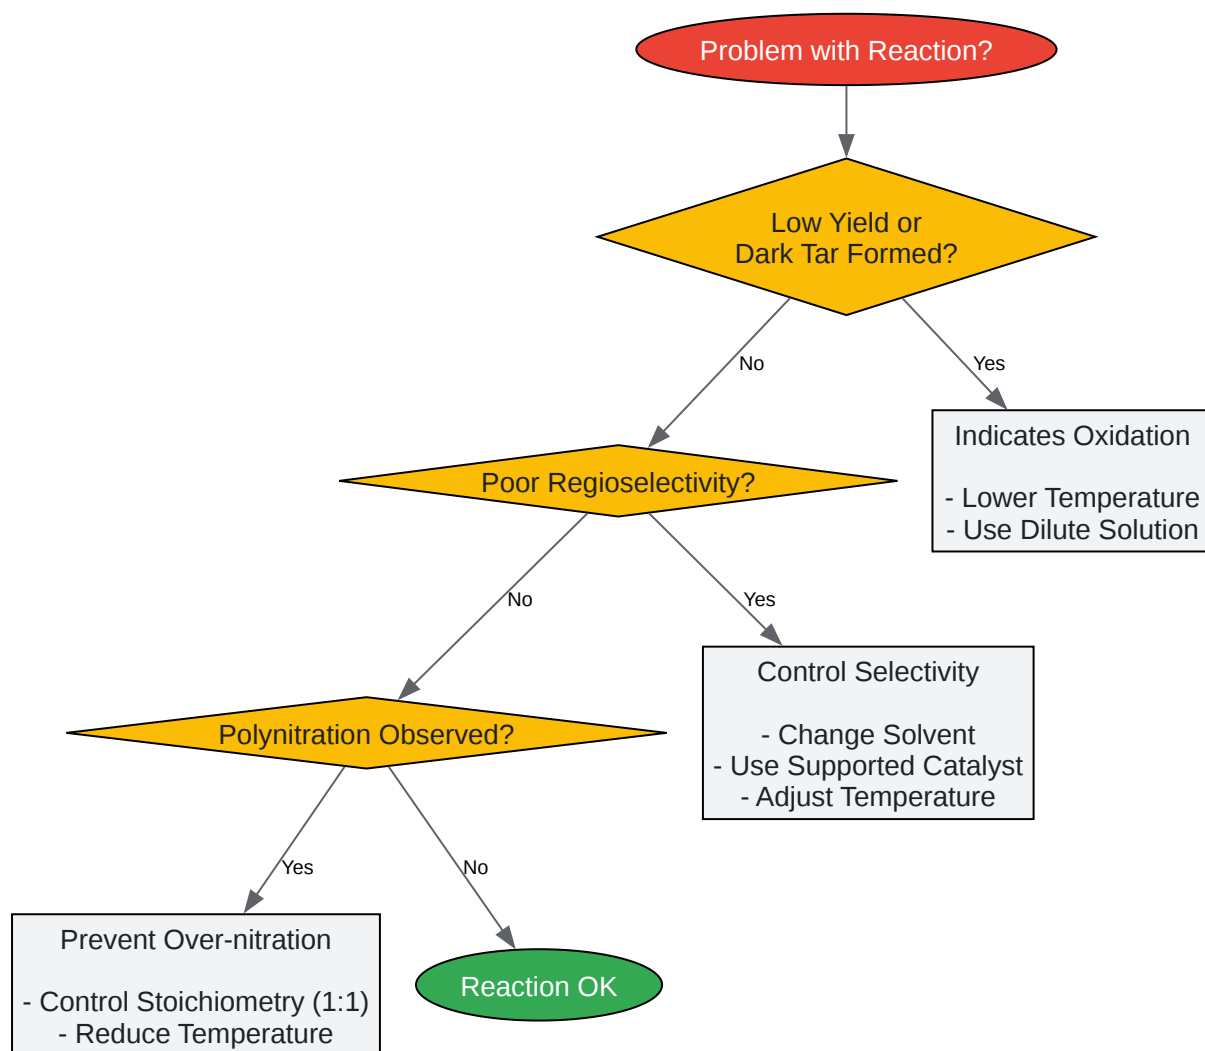 Problem with Reaction?
Low Yield or
Dark Tar Formed?
No
Yes
Indicates Oxidation
- Lower Temperature
- Use Dilute Solution
Poor Regioselectivity?
No
Yes
Control Selectivity
- Change Solvent
- Use Supported Catalyst
- Adjust Temperature
Polynitration Observed?
Yes
No
Prevent Over-nitration
- Control Stoichiometry (1:1)
- Reduce Temperature
Reaction OK